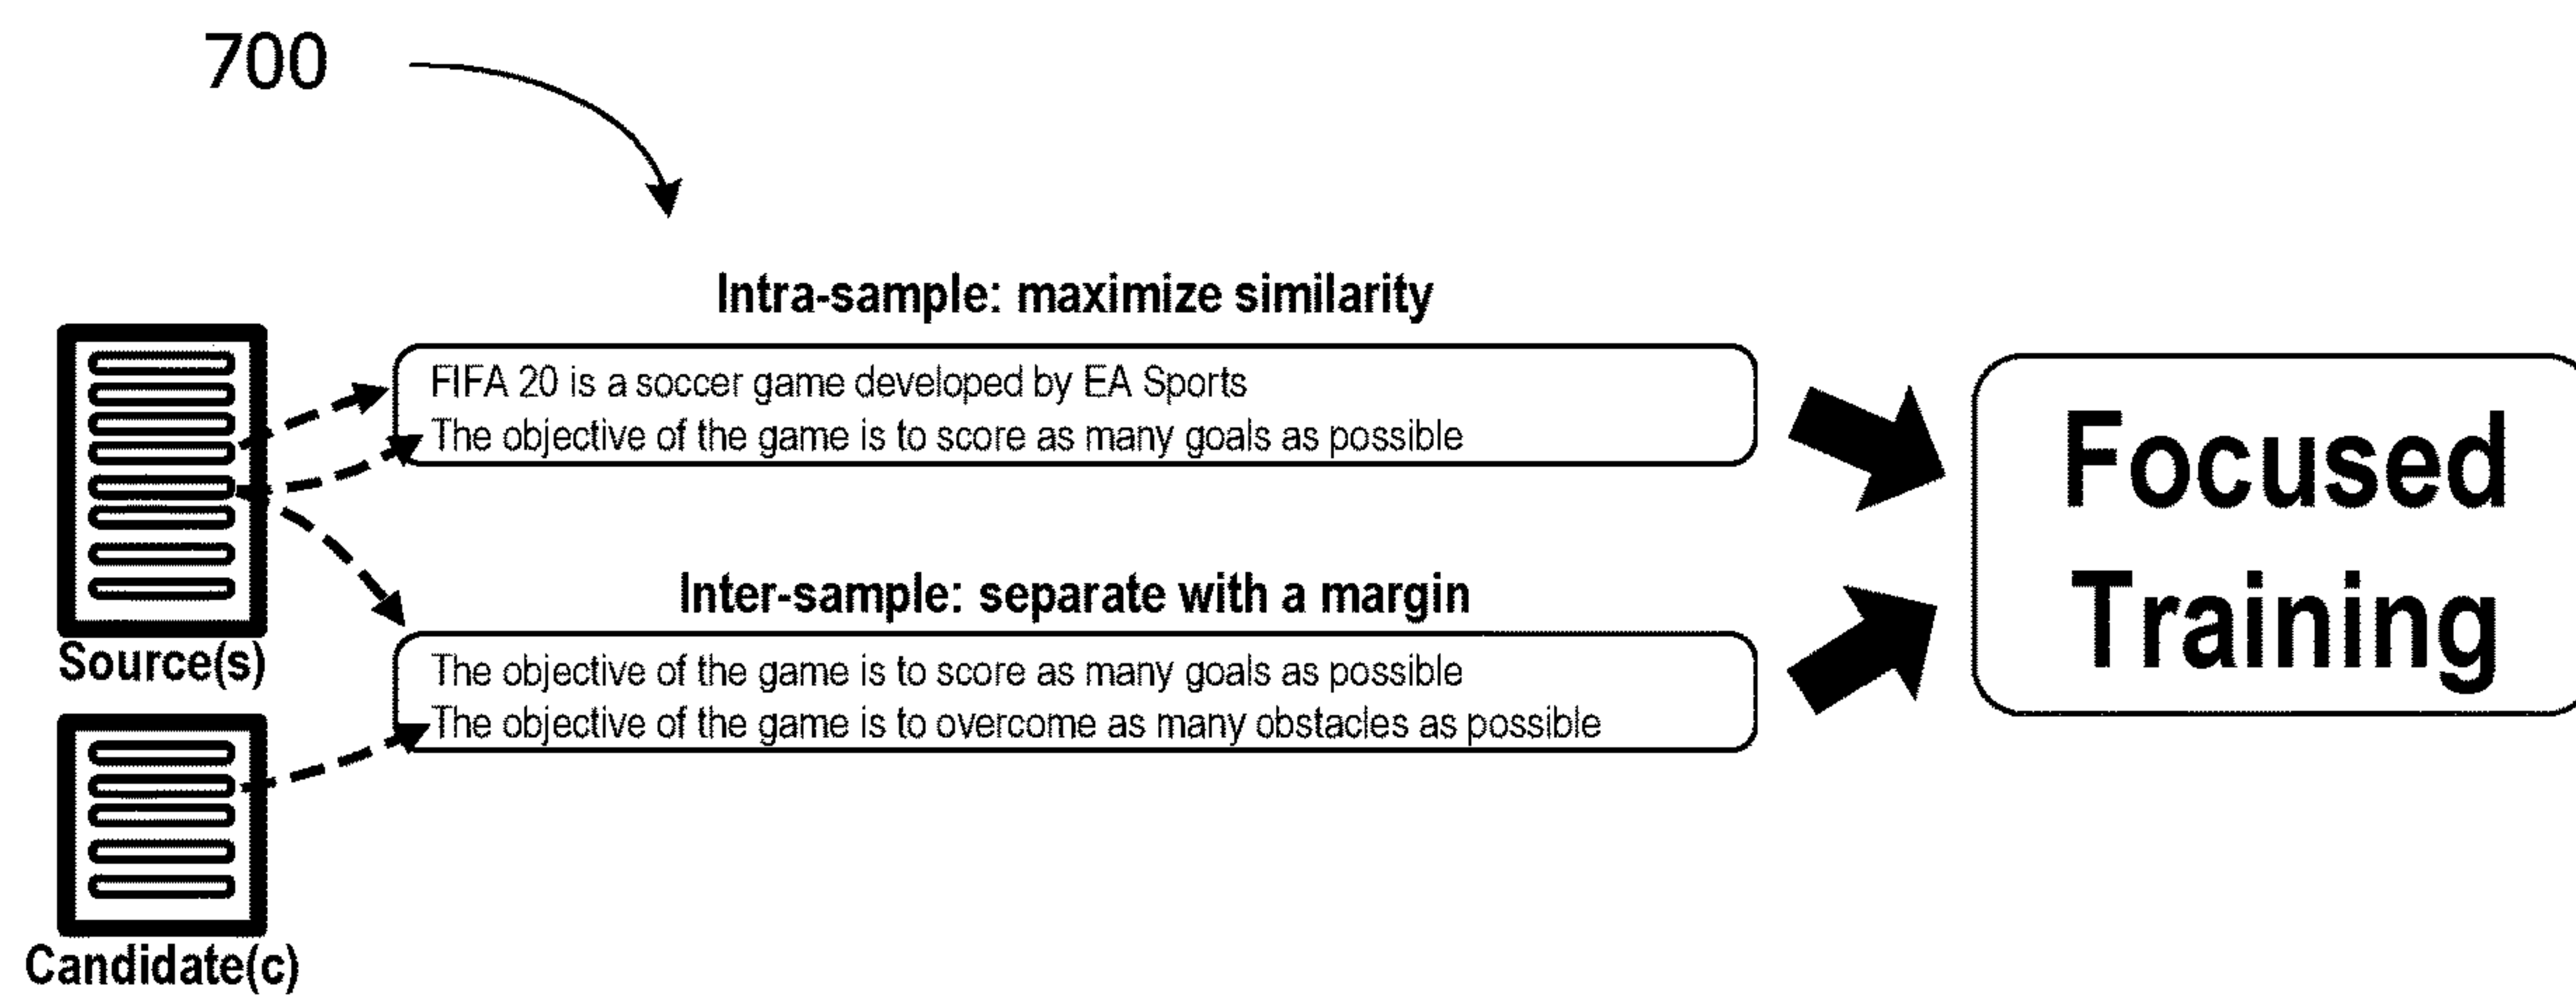 700
Intra-sample: maximize similarity
FIFA 20 is a soccer game developed by EA Sports
The objective of the game is to score as many goals as possible
Source(s)
Inter-sample: separate with a margin
The objective of the game is to score as many goals as possible
The objective of the game is to overcome as many obstacles as possible
Candidate(c)
Focused
Training